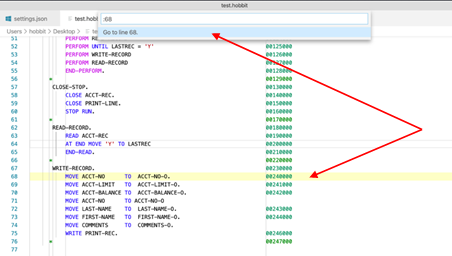 test.hobbit
settings.json test.hobb
:68
Go to line 68.
Users › hobbit › Desktop ›
51 PERFORM RE
52 PERFORM UNTIL LASTREC = 'Y' 00125000
53 PERFORM WRITE-RECORD 00126000
54 PERFORM READ-RECORD 00127000
55 END-PERFORM. 00128000
56 * 00129000
57 CLOSE-STOP. 00130000
58 CLOSE ACCT-REC. 00140000
59 CLOSE PRINT-LINE. 00150000
60 STOP RUN. 00160000
61 * 00170000
62 READ-RECORD. 00180000
63 READ ACCT-REC 00190000
64 AT END MOVE 'Y' TO LASTREC 00200000
65 END-READ. 00210000
66 * 00220000
67 WRITE-RECORD. 00230000
68 MOVE ACCT-NO TO ACCT-NO-O. 00240000
69 MOVE ACCT-LIMIT TO ACCT-LIMIT-O. 00241000
70 MOVE ACCT-BALANCE TO ACCT-BALANCE-O. 00242000
71 MOVE ACCT-NO TO ACCT-NO-O
72 MOVE LAST-NAME TO LAST-NAME-O. 00243000
73 MOVE FIRST-NAME TO FIRST-NAME-O. 00244000
74 MOVE COMMENTS TO COMMENTS-O.
75 WRITE PRINT-REC. 00246000
76 * 00247000